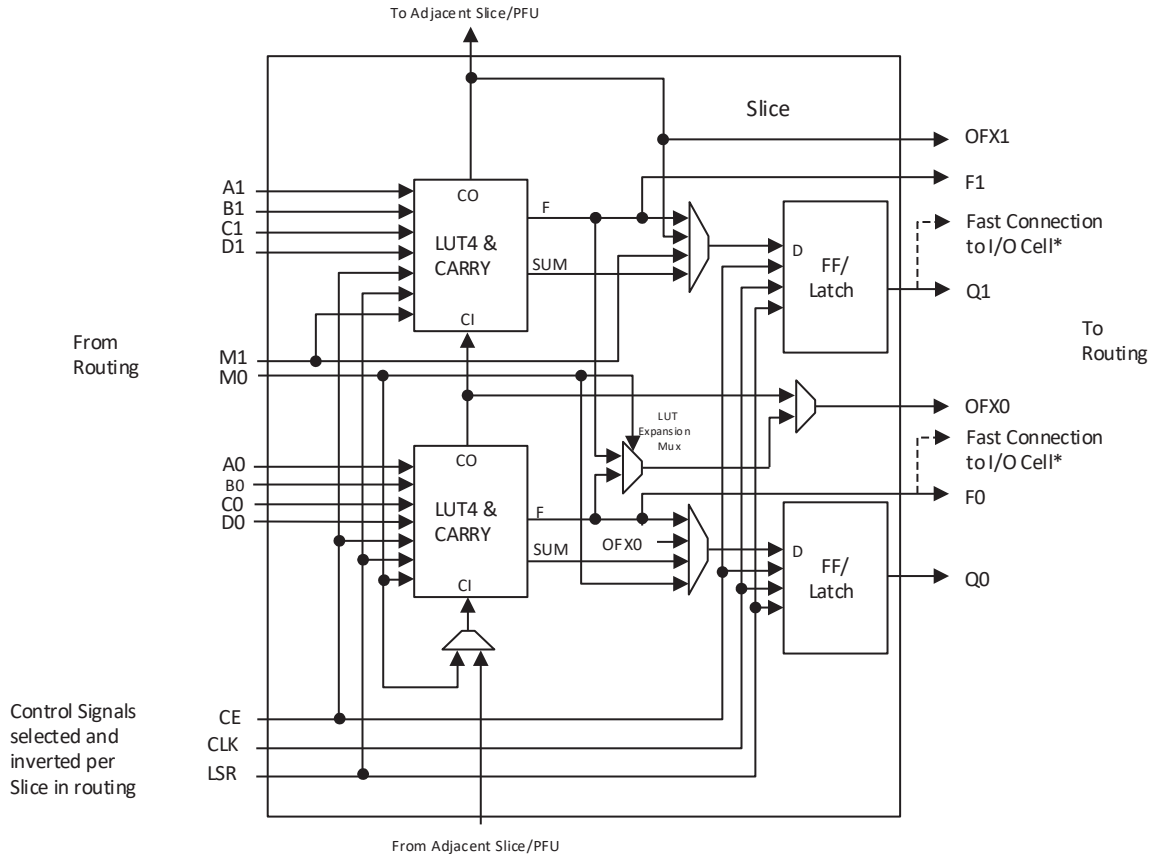 To Adjacent Slice/PFU
Slice
OFX1
A1
B1
C1
D1
CO
LUT4 &
CARRY
CI
F
SUM
F1
D
FF/
Latch
Fast Connection
to I/O Cell*
Q1
From
Routing
To
Routing
M1
M0
LUT
Expansion
Mux
OFX0
Fast Connection
to I/O Cell*
F0
A0
B0
C0
D0
CO
LUT4 &
CARRY
CI
F
OFX0
SUM
D
FF/
Latch
Q0
Control Signals
selected and
inverted per
Slice in routing
CE
CLK
LSR
From Adjacent Slice/PFU